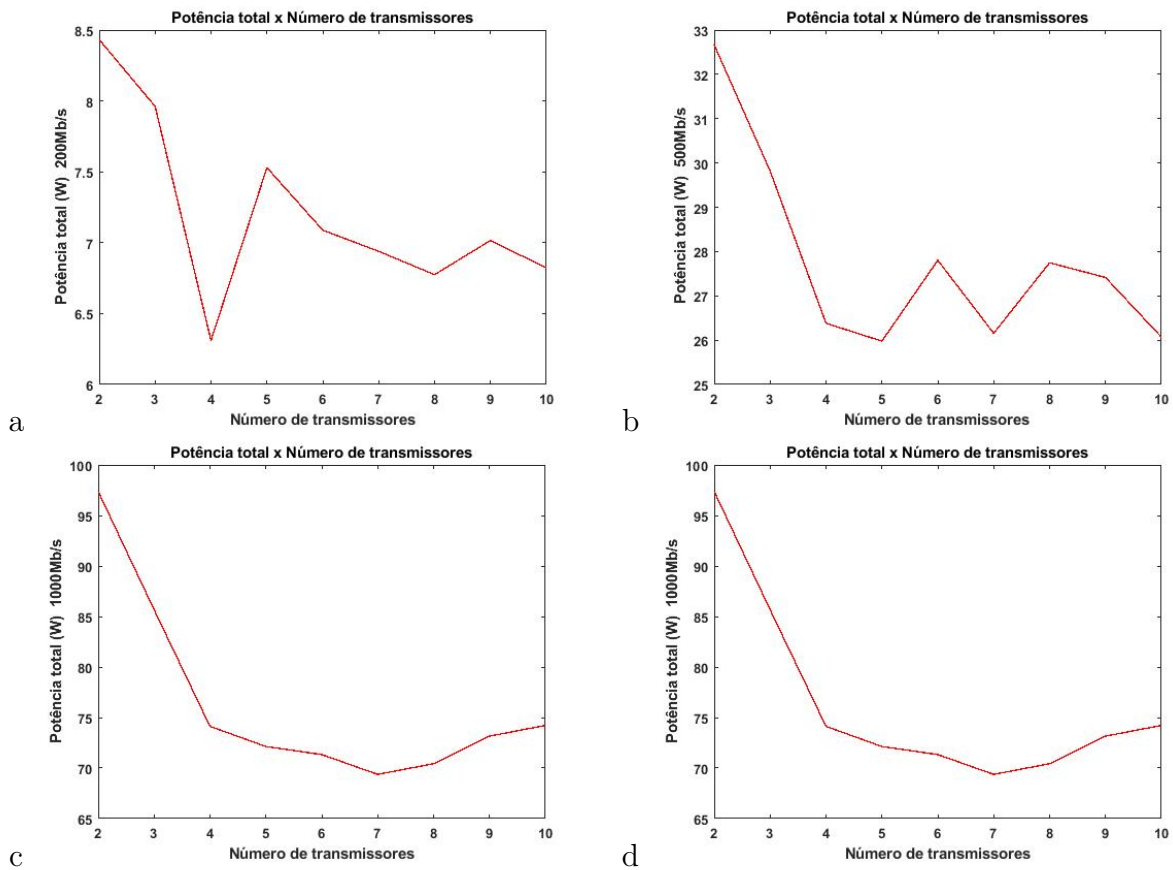 Potência total x Número de transmissores
8.5
8
7.5
7
6.5
6
Potência total (W)  200Mb/s
2 3 4 5 6 7 8 9 10
Número de transmissores
a
Potência total x Número de transmissores
33
32
31
30
29
28
27
26
25
Potência total (W)  500Mb/s
2 3 4 5 6 7 8 9 10
Número de transmissores
b
Potência total x Número de transmissores
100
95
90
85
80
75
70
65
Potência total (W)  1000Mb/s
2 3 4 5 6 7 8 9 10
Número de transmissores
c
Potência total x Número de transmissores
100
95
90
85
80
75
70
65
Potência total (W)  1000Mb/s
2 3 4 5 6 7 8 9 10
Número de transmissores
d